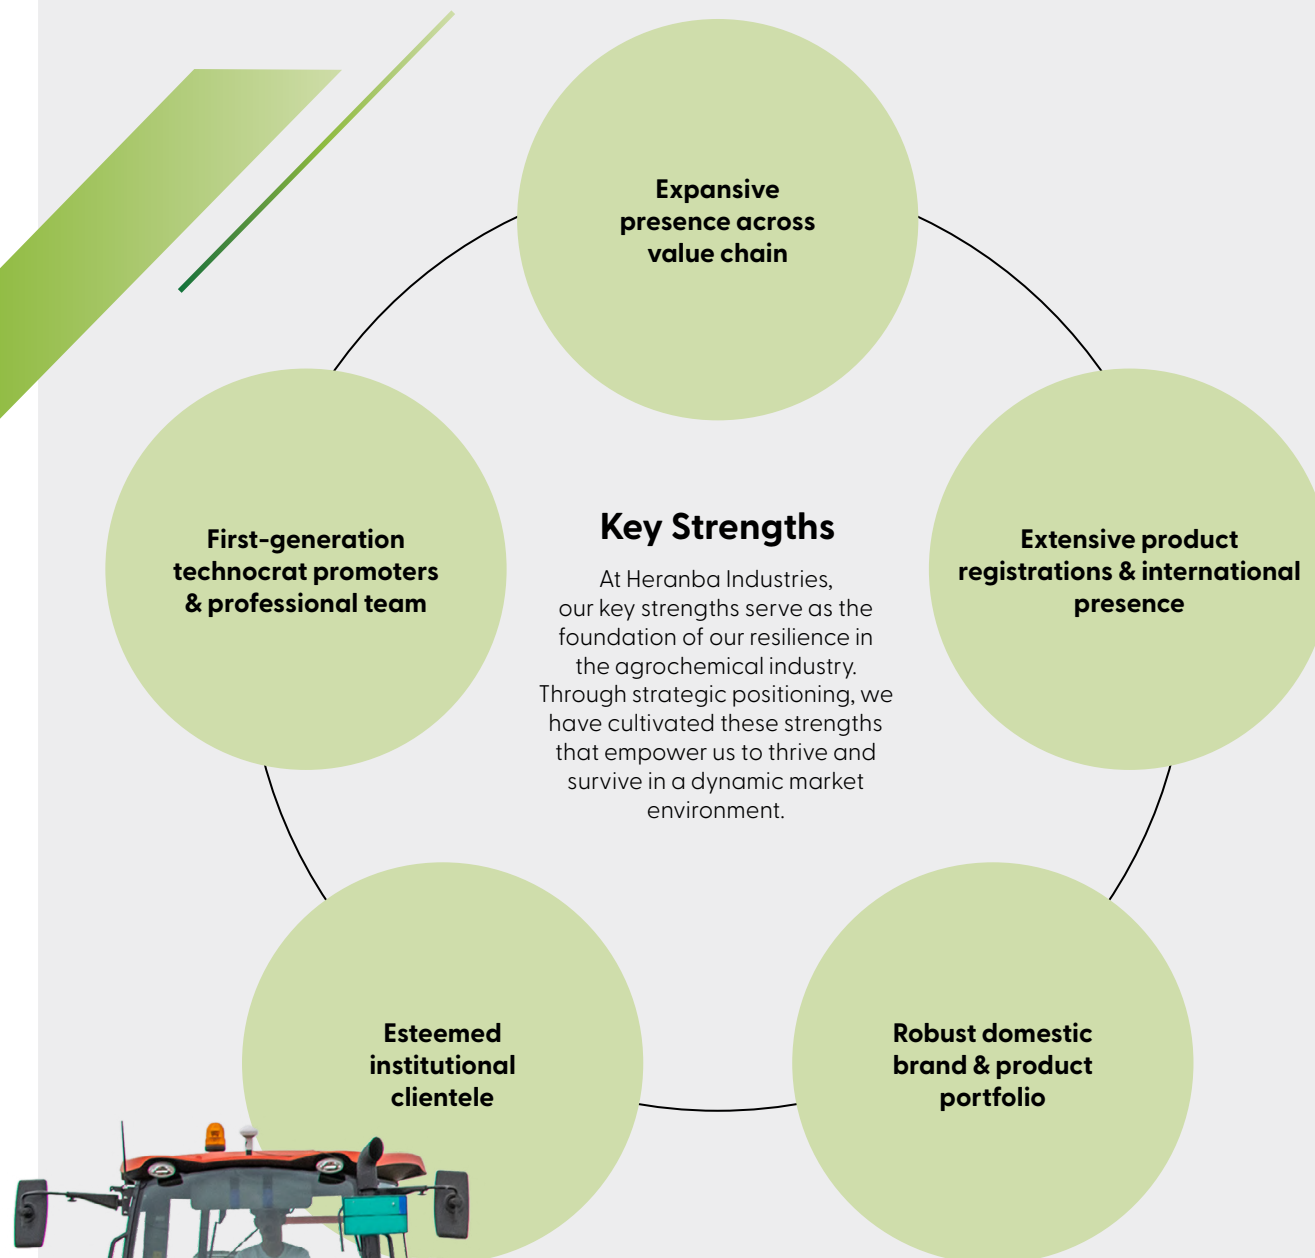 Expansive
presence across
value chain
First-generation
technocrat promoters
& professional team
Key Strengths
At Heranba Industries,
our key strengths serve as the
foundation of our resilience in
the agrochemical industry.
Through strategic positioning, we
have cultivated these strengths
that empower us to thrive and
survive in a dynamic market
environment.
Extensive product
registrations & international
presence
Esteemed
institutional
clientele
Robust domestic
brand & product
portfolio